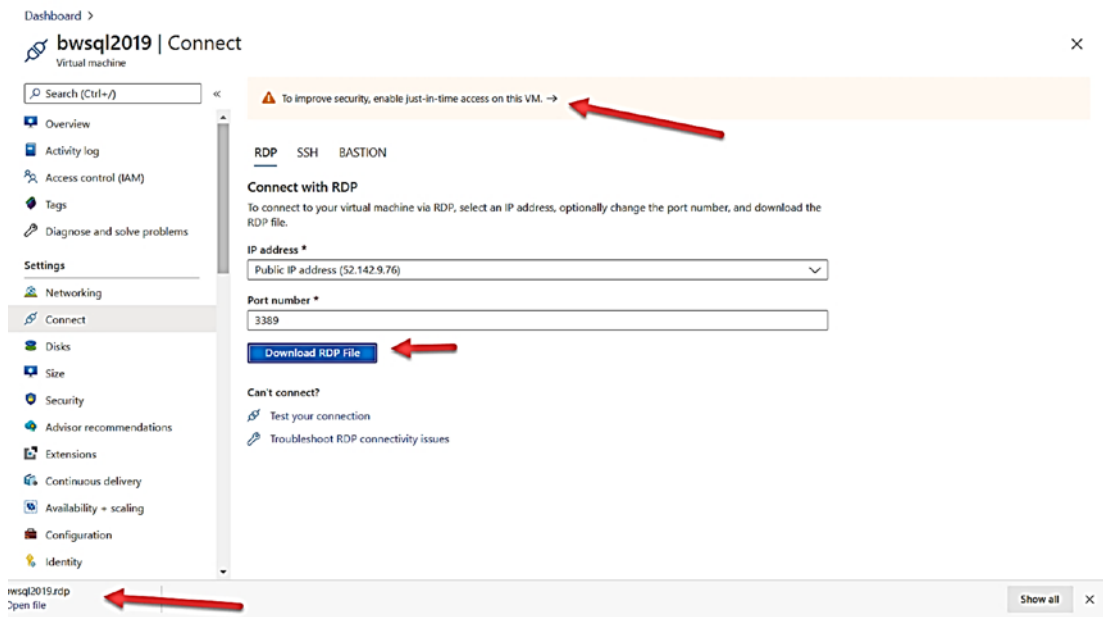 Dashboard >
bwsql2019 | Connect
Virtual machine
Search (Ctrl+/)
«
Overview
Activity log
Access control (IAM)
Tags
Diagnose and solve problems
Settings
Networking
Connect
Disks
Size
Security
Advisor recommendations
Extensions
Continuous delivery
Availability + scaling
Configuration
Identity
To improve security, enable just-in-time access on this VM. →
RDP SSH BASTION
Connect with RDP
To connect to your virtual machine via RDP, select an IP address, optionally change the port number, and download the
RDP file.
IP address *
Public IP address (52.142.9.76)
Port number *
3389
Download RDP File
Can't connect?
Test your connection
Troubleshoot RDP connectivity issues
wsql2019.rdp
Open file
Show all